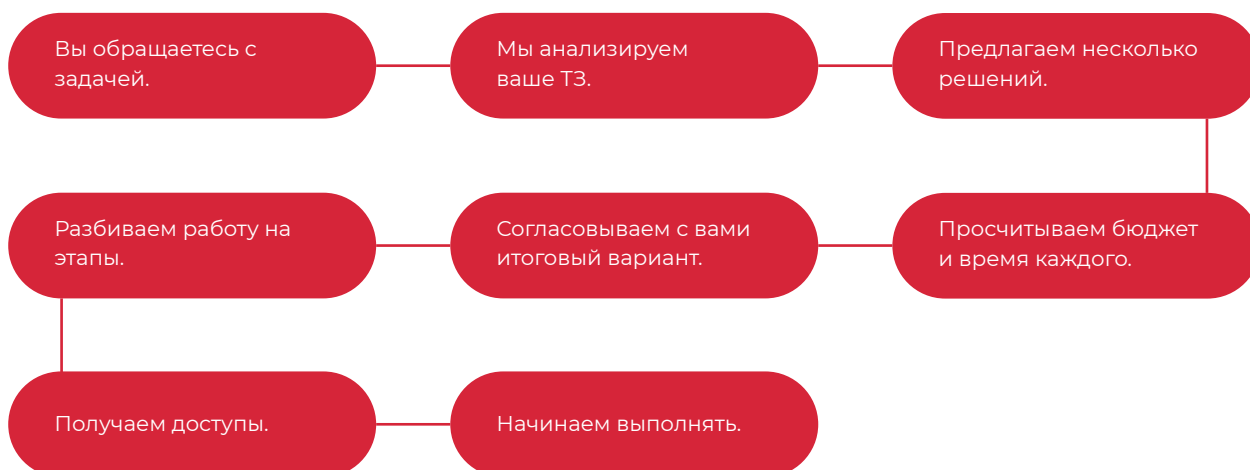 Вы обращаетесь с
задачей.
Мы анализируем
ваше ТЗ.
Предлагаем несколько
решений.
Разбиваем работу на
этапы.
Согласовываем с вами
итоговый вариант.
Просчитываем бюджет
и время каждого.
Получаем доступы.
Начинаем выполнять.